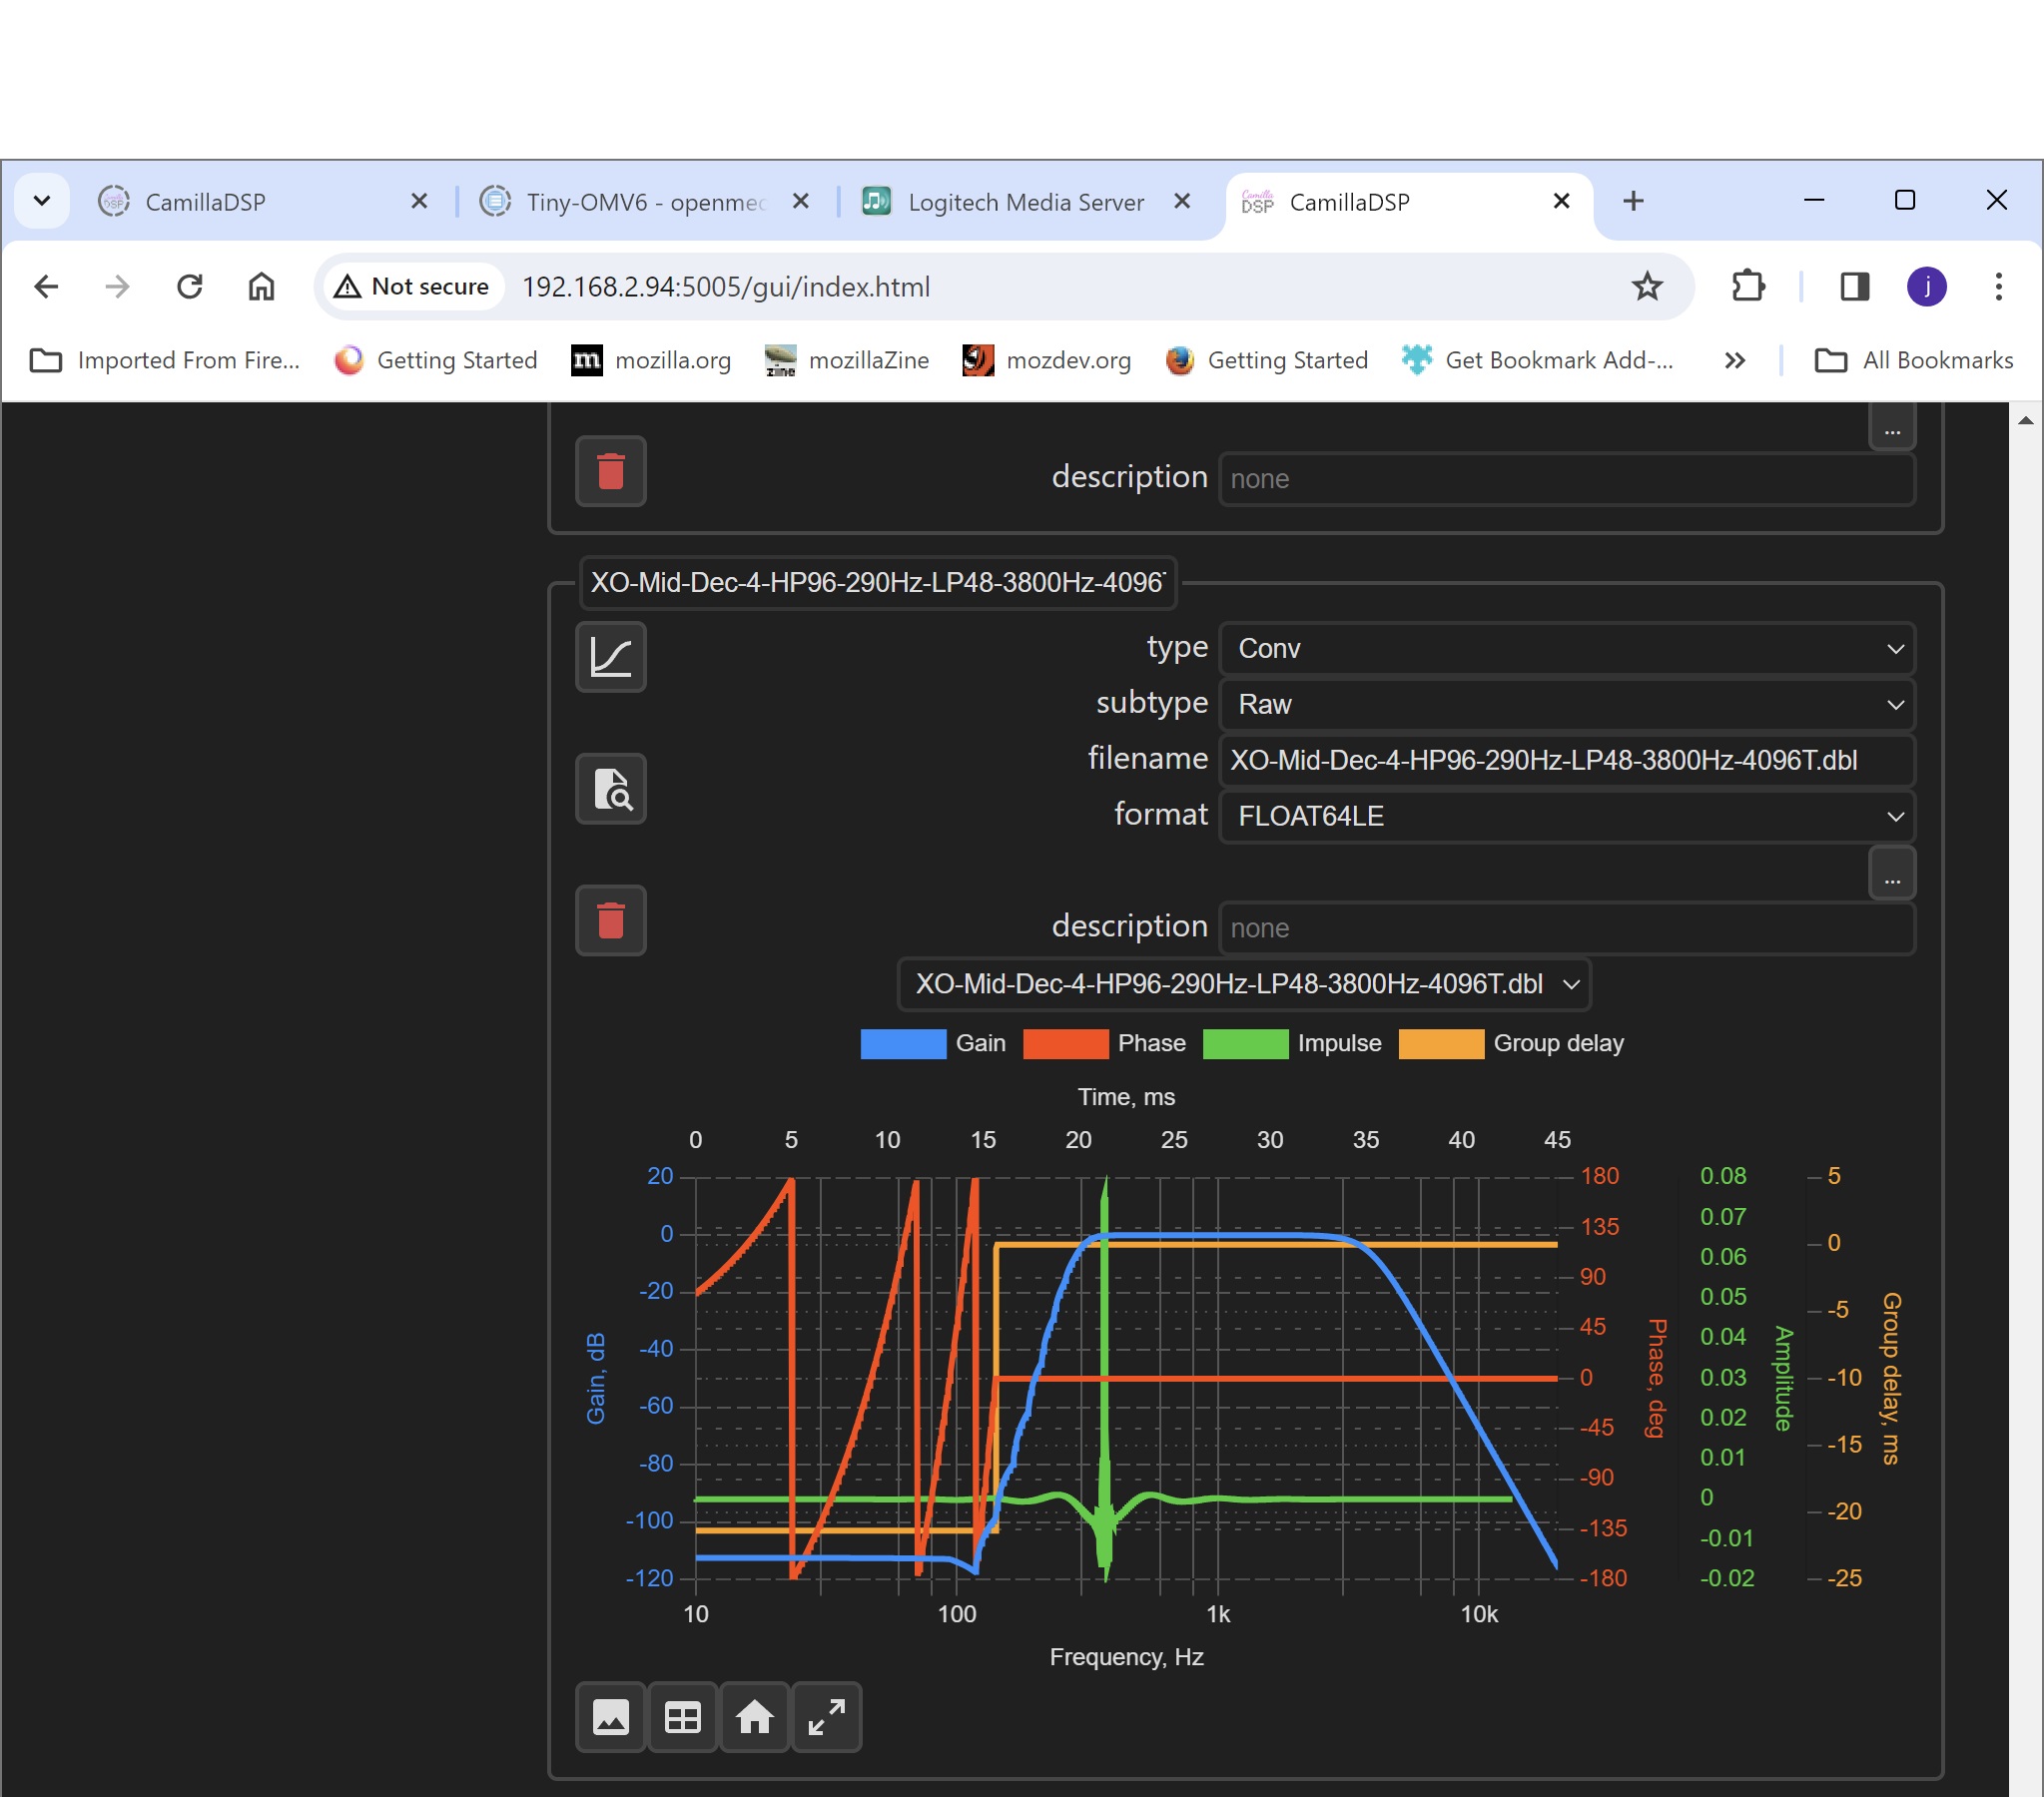 CamillaDSP
Tiny-OMV6 - openmed
Logitech Media Server
Camilla DSP CamillaDSP
Not secure 192.168.2.94:5005/gui/index.html j
Imported From Fire... Getting Started mozilla.org mozillaZine mozdev.org Getting Started Get Bookmark Add-... » All Bookmarks
...
description none
XO-Mid-Dec-4-HP96-290Hz-LP48-3800Hz-4096T
type Conv
subtype Raw
filename XO-Mid-Dec-4-HP96-290Hz-LP48-3800Hz-4096T.dbl
format FLOAT64LE
...
description none
XO-Mid-Dec-4-HP96-290Hz-LP48-3800Hz-4096T.dbl
Gain Phase Impulse Group delay
Time, ms
0 5 10 15 20 25 30 35 40 45
20 180 0.08 5
0.07
0 135 0 
0.06
-20 90
0.05 -5
45 0.04
-40
0 0.03 -10
-60 0.02
-45 -15
-80 0.01
-90
0
-100 -20
-135 -0.01
-120 -180 -0.02 -25
Gain, dB
Phase, deg
Amplitude
Group delay, ms
10 100 1k 10k
Frequency, Hz